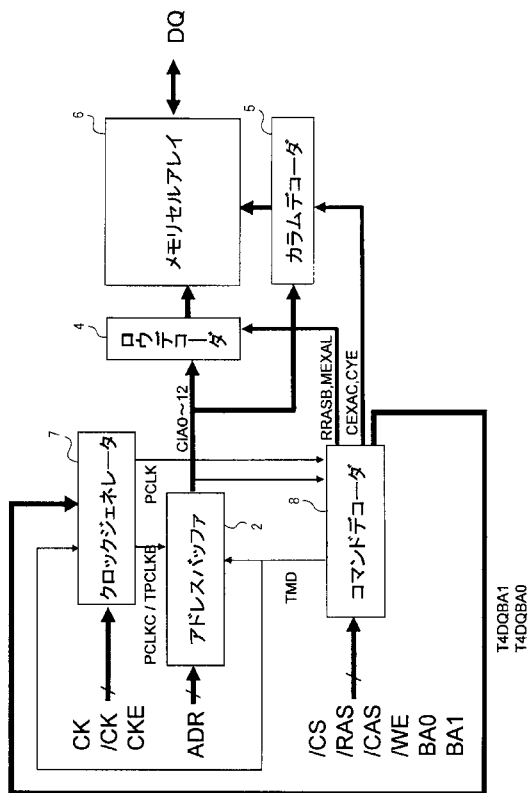 CK
/CK
CKE
クロックジェネレータ
7
PCLKC / TPCLKB
PCLK
ADR
アドレスバッファ
2
CIA0～12
ロウデコーダ
4
メモリセルアレイ
6
DQ
カラムデコーダ
5
TMD
/CS
/RAS
/CAS
/WE
BA0
BA1
コマンドデコーダ
8
RRASB,MEXAL
CEXAC,CYE
T4DQBA1
T4DQBA0